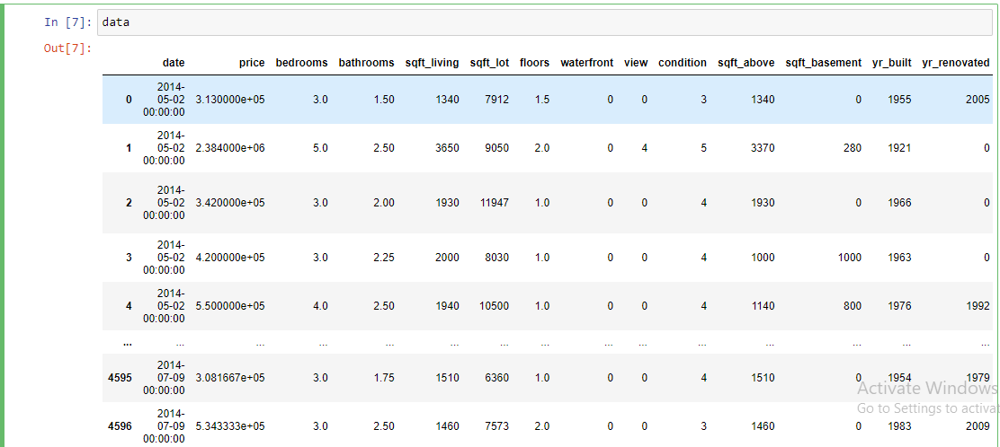 In [7]: data
Out[7]:
date price bedrooms bathrooms sqft_living sqft_lot floors waterfront view condition sqft_above sqft_basement yr_built yr_renovated
0 2014-05-02 00:00:00 3.130000e+05 3.0 1.50 1340 7912 1.5 0 0 3 1340 0 1955 2005
1 2014-05-02 00:00:00 2.384000e+06 5.0 2.50 3650 9050 2.0 0 4 5 3370 280 1921 0
2 2014-05-02 00:00:00 3.420000e+05 3.0 2.00 1930 11947 1.0 0 0 4 1930 0 1966 0
3 2014-05-02 00:00:00 4.200000e+05 3.0 2.25 2000 8030 1.0 0 0 4 1000 1000 1963 0
4 2014-05-02 00:00:00 5.500000e+05 4.0 2.50 1940 10500 1.0 0 0 4 1140 800 1976 1992
... ... ... ... ... ... ... ... ... ... ... ... ... ... ...
4595 2014-07-09 00:00:00 3.081667e+05 3.0 1.75 1510 6360 1.0 0 0 4 1510 0 1954 1979
4596 2014-07-09 00:00:00 5.343333e+05 3.0 2.50 1460 7573 2.0 0 0 3 1460 0 1983 2009
Activate Windows
Go to Settings to activat